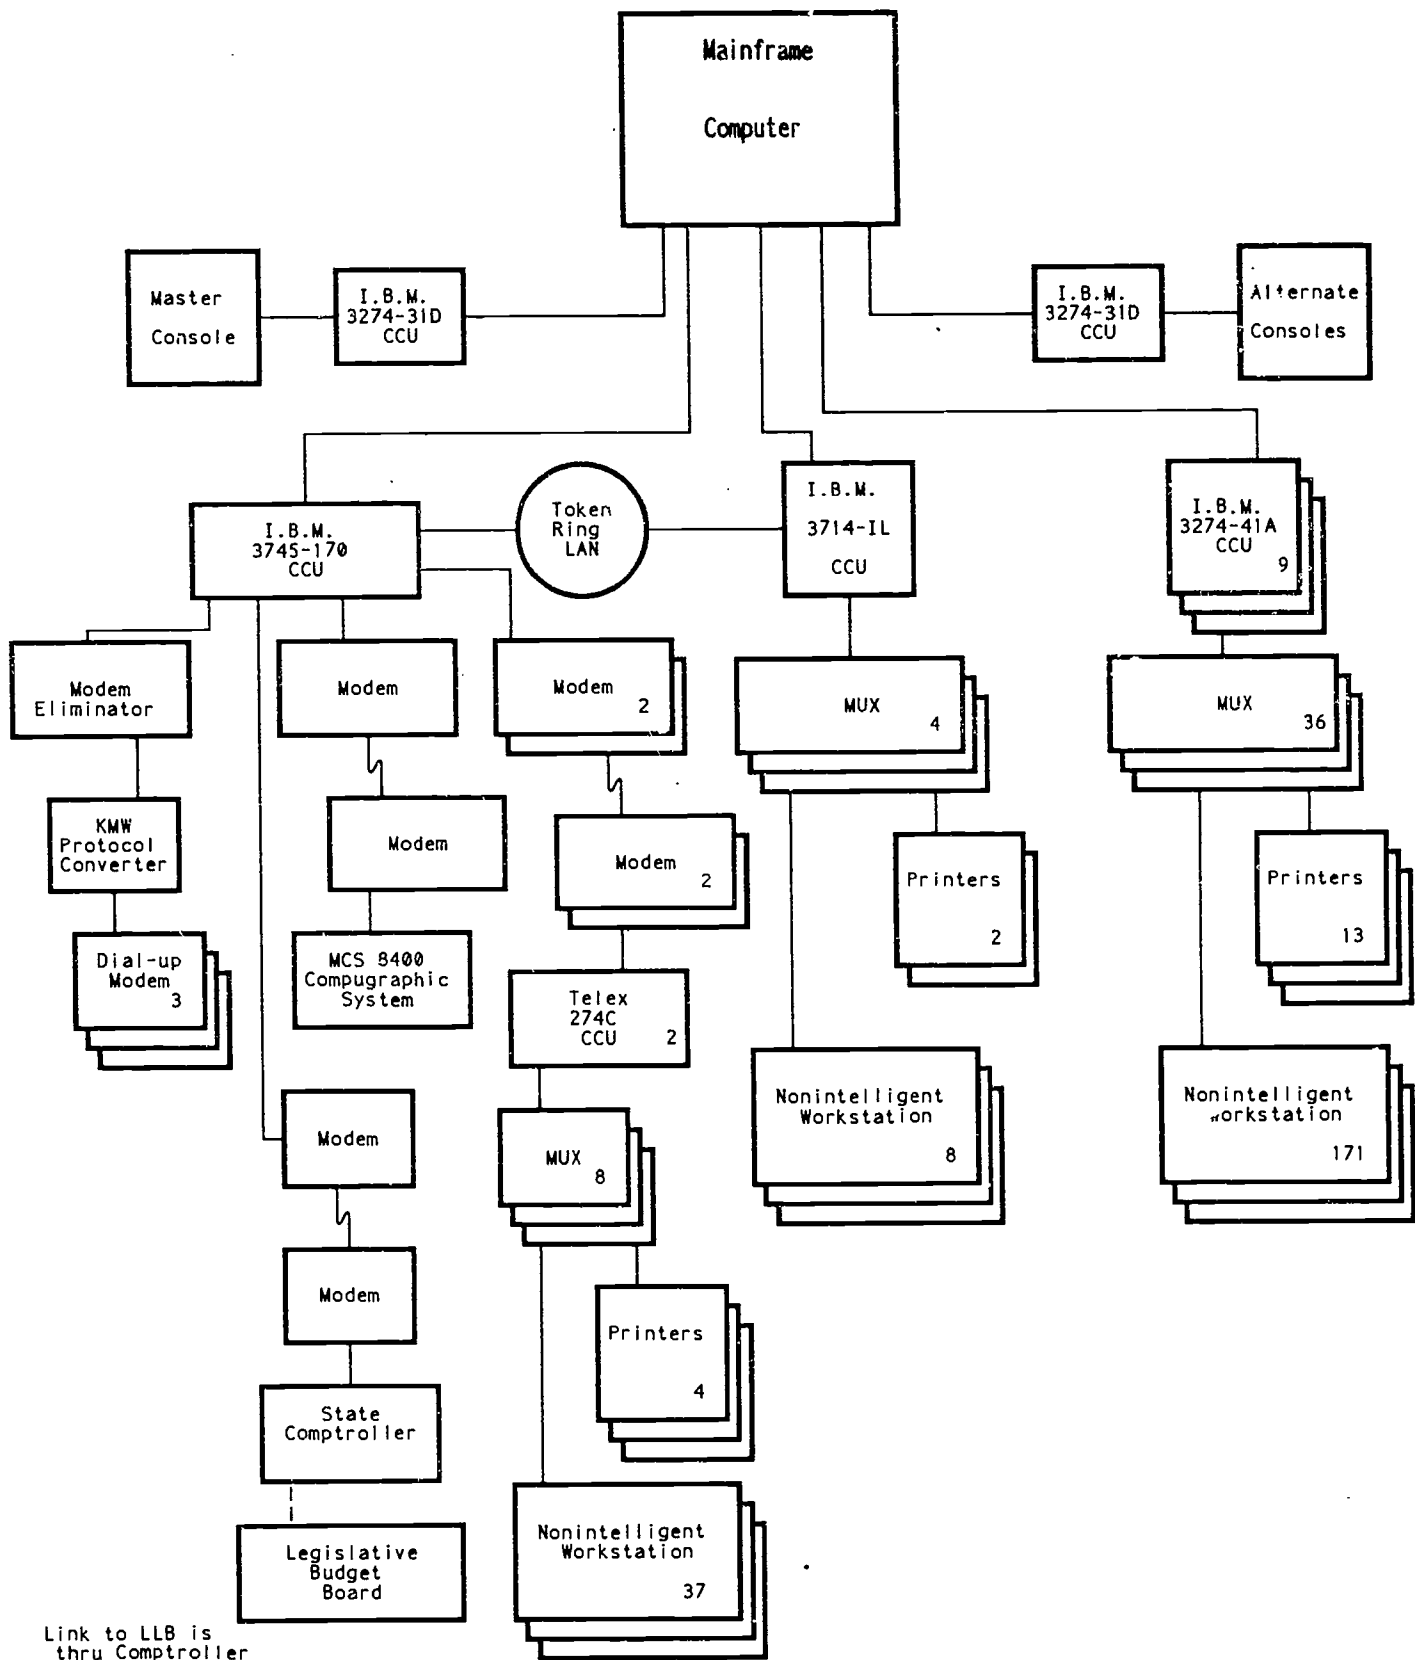 Mainframe
Computer
Master
Console
I.B.M.
3274-31D
CCU
I.B.M.
3274-31D
CCU
Alternate
Consoles
I.B.M.
3745-170
CCU
Token
Ring
LAN
I.B.M.
3714-IL
CCU
I.B.M.
3274-41A
CCU
9
Modem
Eliminator
Modem
Modem
2
MUX
4
MUX
36
KMW
Protocol
Converter
Modem
Modem
2
Printers
2
Printers
13
Dial-up
Modem
3
MCS 8400
Compugraphic
System
Telex
274C
CCU
2
Nonintelligent
Workstation
8
Nonintelligent
Workstation
171
Modem
MUX
8
Modem
Printers
4
State
Comptroller
Legislative
Budget
Board
Nonintelligent
Workstation
37
Link to LLB is
thru Comptroller